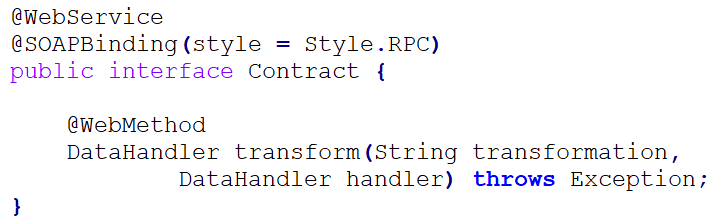 @WebService
@SOAPBinding(style = Style.RPC)
public interface Contract {
@WebMethod
DataHandler transform(String transformation,
DataHandler handler) throws Exception;
}